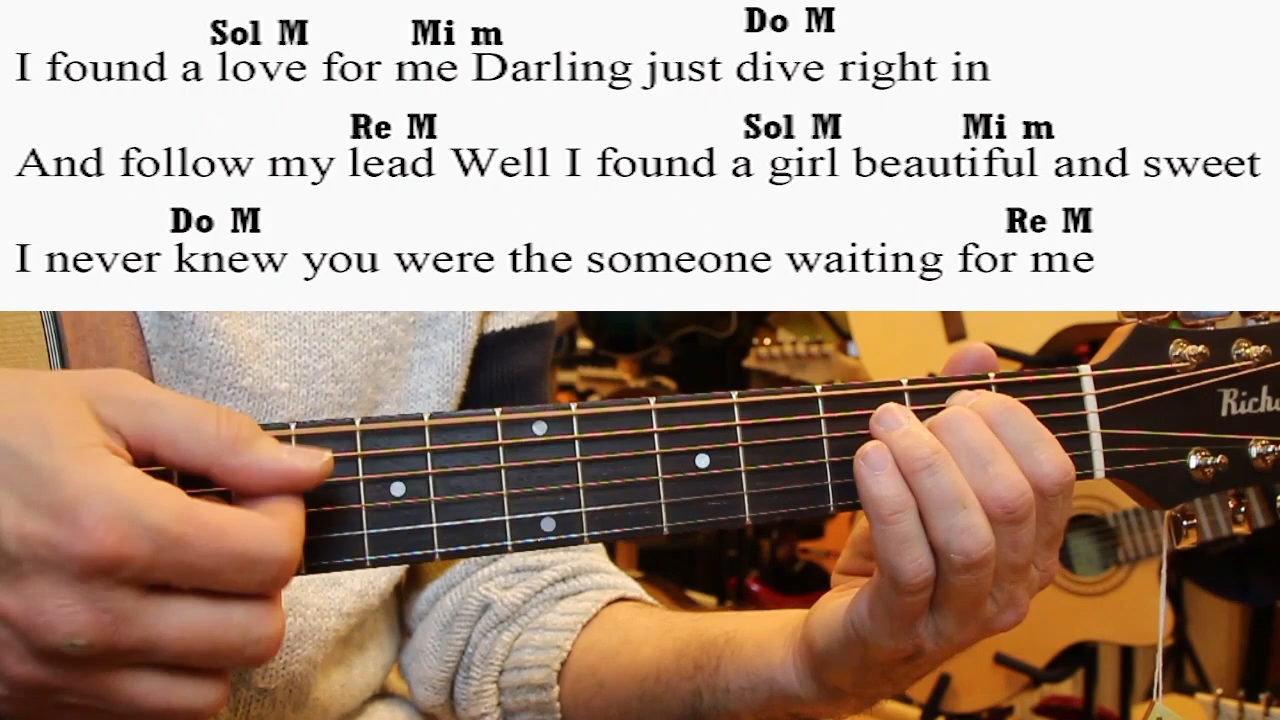 Sol M Mi m Do M
I found a love for me Darling just dive right in
Re M Sol M Mi m
And follow my lead Well I found a girl beautiful and sweet
Do M Re M
I never knew you were the someone waiting for me